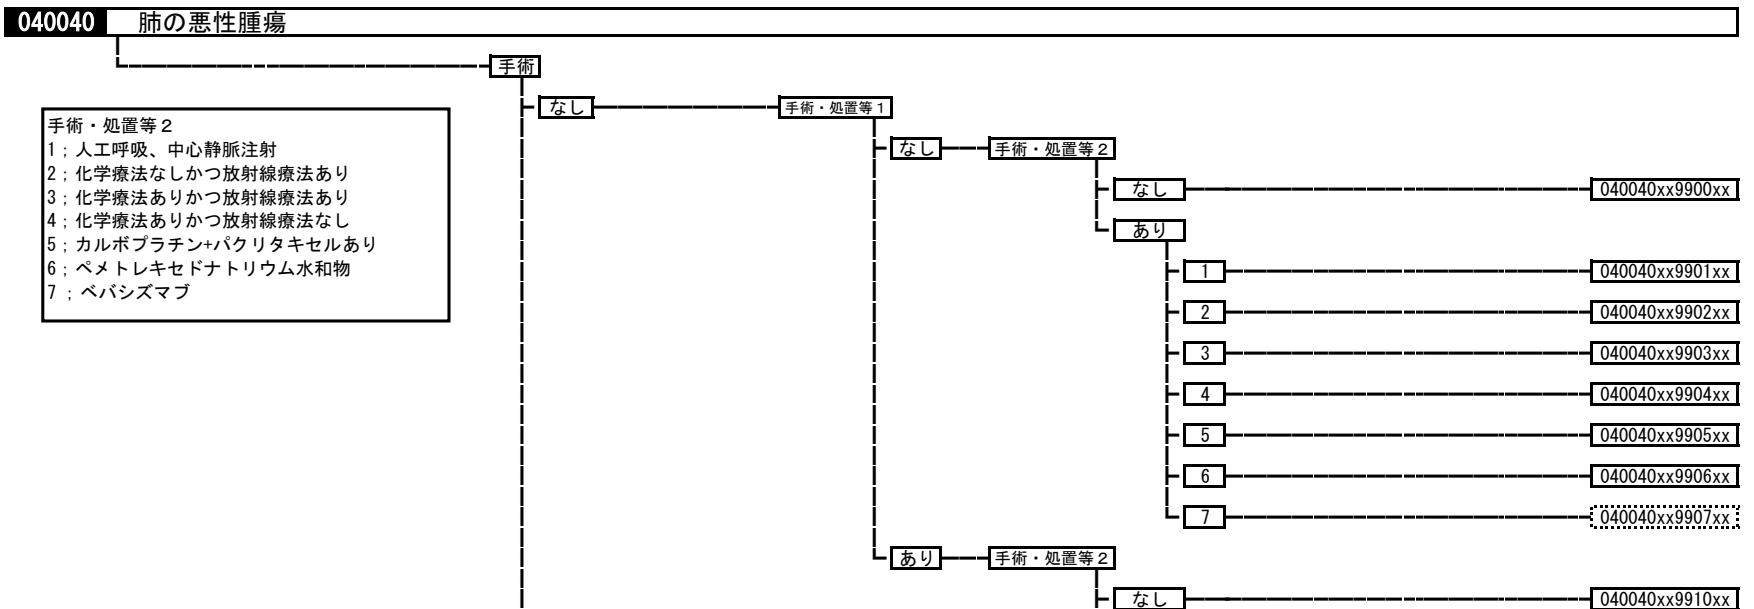 040040 肺の悪性腫瘍
手術
なし 手術・処置等1
手術・処置等2
1;人工呼吸、中心静脈注射
2;化学療法なしかつ放射線療法あり
3;化学療法ありかつ放射線療法あり
4;化学療法ありかつ放射線療法なし
5;カルボプラチン+パクリタキセルあり
6;ペメトレキセドナトリウム水和物
7;ベバシズマブ
なし 手術・処置等2
なし 040040xx9900xx
あり
1 040040xx9901xx
2 040040xx9902xx
3 040040xx9903xx
4 040040xx9904xx
5 040040xx9905xx
6 040040xx9906xx
7 040040xx9907xx
あり 手術・処置等2
なし 040040xx9910xx